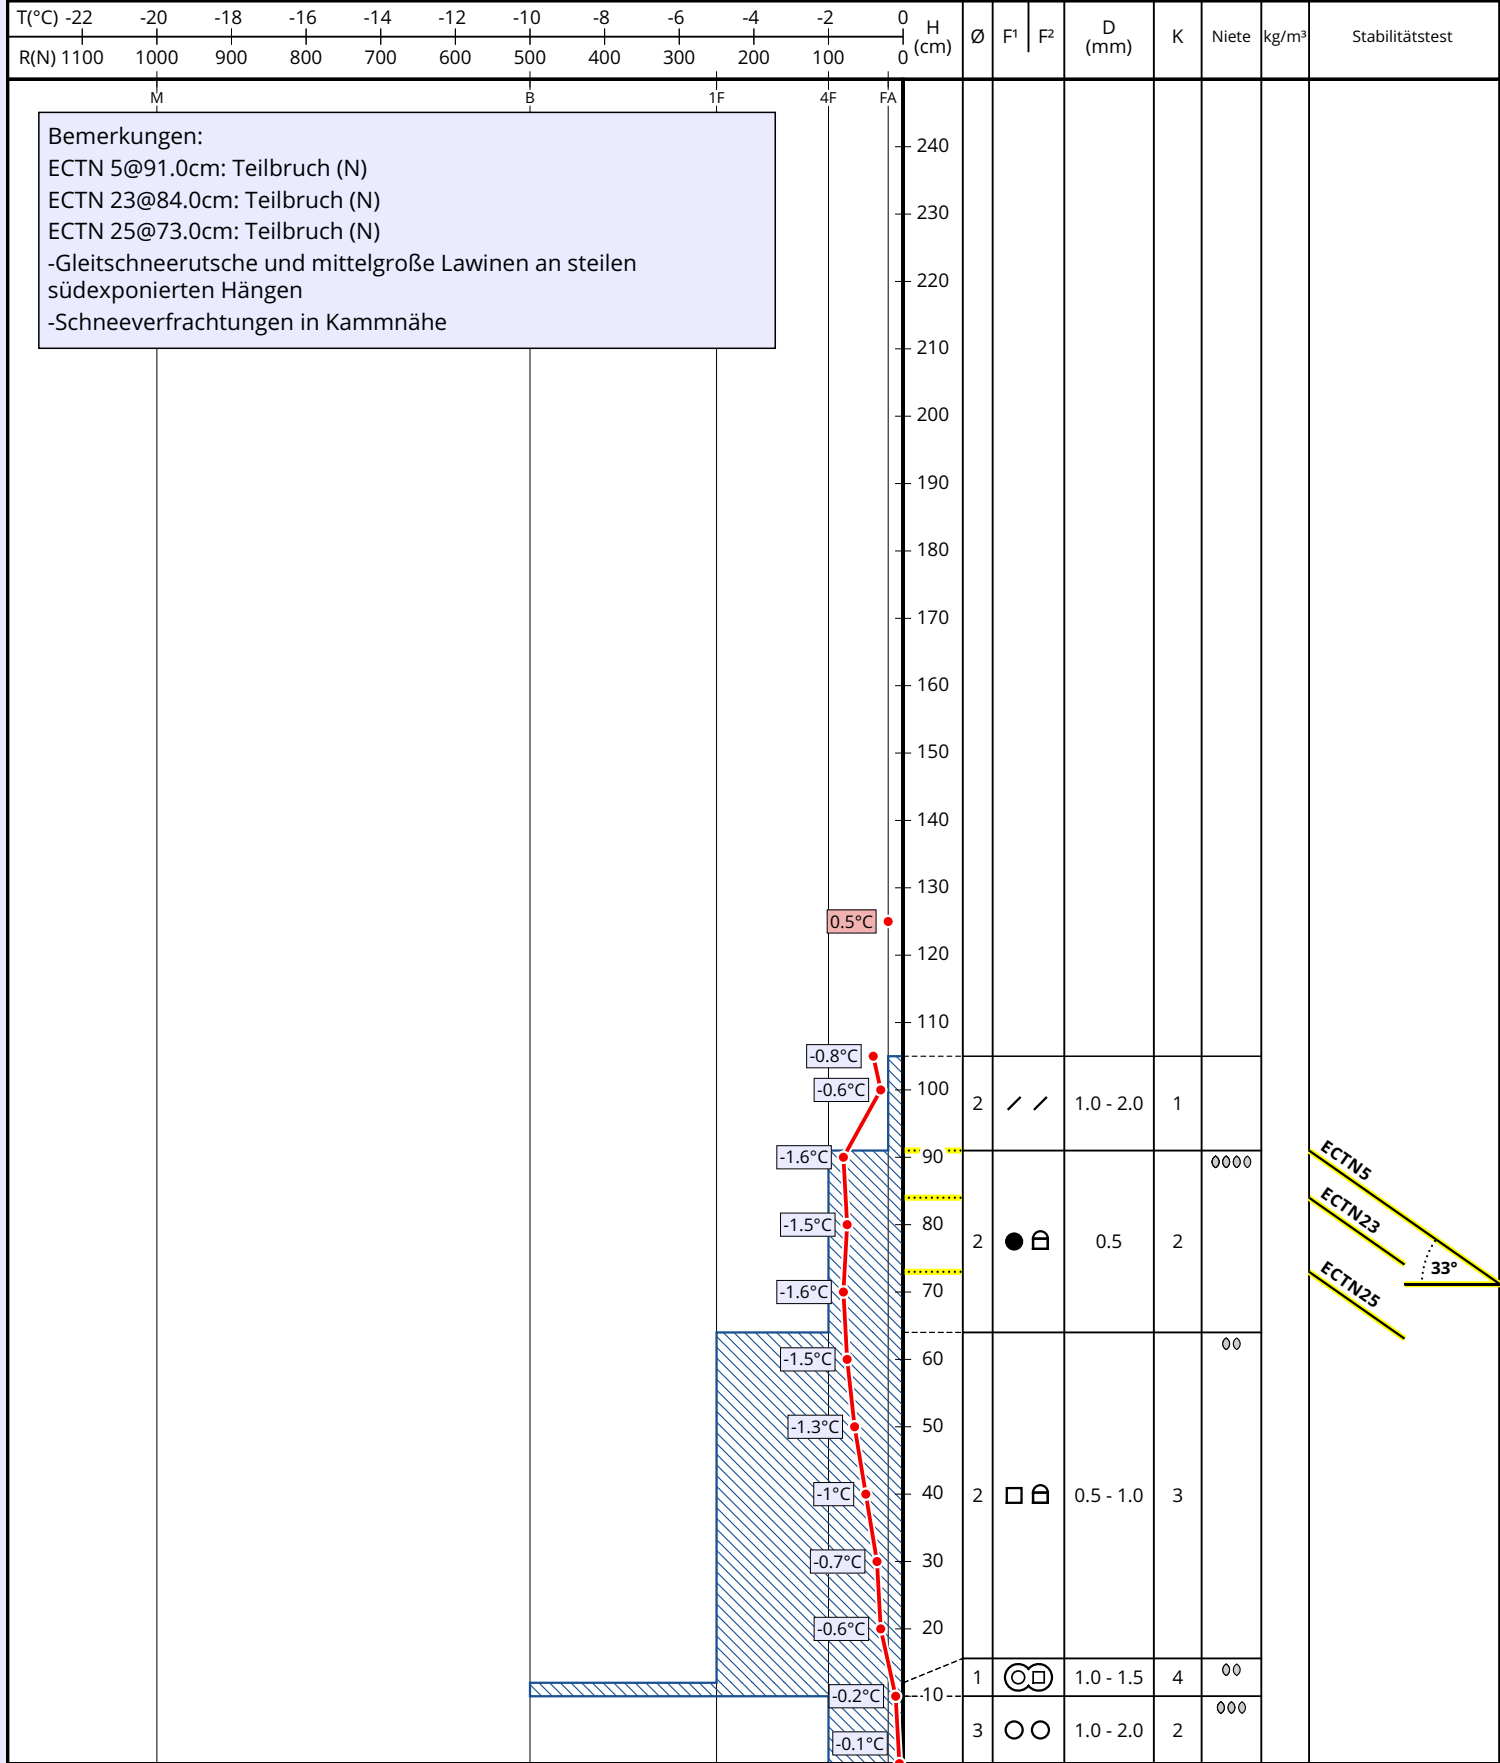 T(°C) -22 -20 -18 -16 -14 -12 -10 -8 -6 -4 -2 0
R(N) 1100 1000 900 800 700 600 500 400 300 200 100 0
H (cm) Ø F¹ F² D (mm) K Niete kg/m³ Stabilitätstest
M B 1F 4F FA
Bemerkungen:
ECTN 5@91.0cm: Teilbruch (N)
ECTN 23@84.0cm: Teilbruch (N)
ECTN 25@73.0cm: Teilbruch (N)
-Gleitschneerutsche und mittelgroße Lawinen an steilen
südexponierten Hängen
-Schneeverfrachtungen in Kammnähe
240
230
220
210
200
190
180
170
160
150
140
130
0.5°C
120
110
-0.8°C
-0.6°C 100
2 1.0 - 2.0 1
-1.6°C 90
ECTN5
ECTN23
-1.5°C 80
2 0.5 2
33°
ECTN25
-1.6°C 70
-1.5°C 60
-1.3°C 50
-1°C 40
2 0.5 - 1.0 3
-0.7°C 30
-0.6°C 20
1 1.0 - 1.5 4
-0.2°C 10
3 1.0 - 2.0 2
-0.1°C